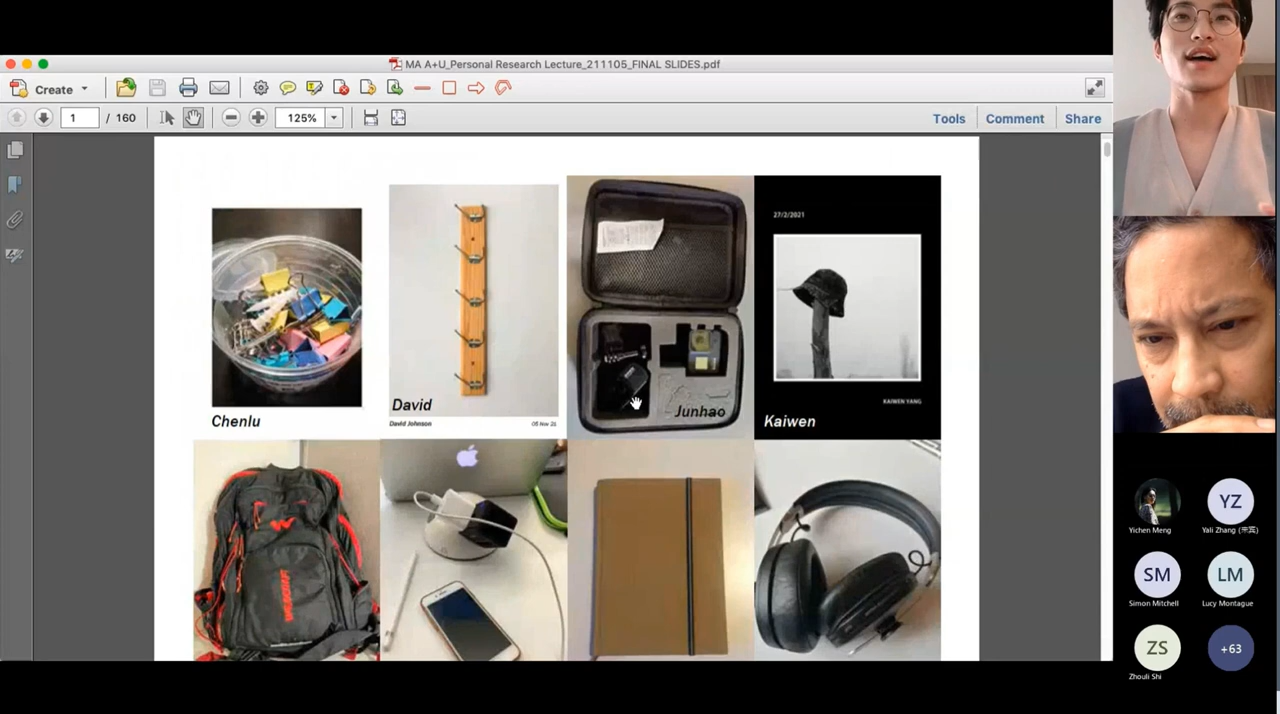 MA A+U_Personal Research Lecture_211105_FINAL SLIDES.pdf
Create
1 / 160
125%
Tools
Comment
Share
Chenlu
David
David Johnson
05 Nov 21
Junhao
27/2/2021
KAIWEN YANG
Kaiwen
Yichen Meng
YZ
Yali Zhang
SM
Simon Mitchell
LM
Lucy Montague
ZS
Zhouli Shi
+63